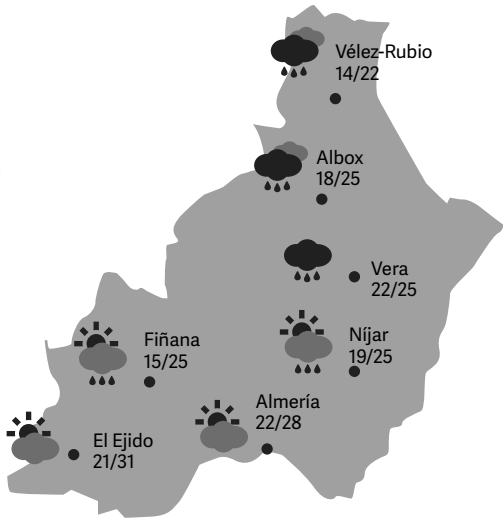 Vélez-Rubio
14/22
Albox
18/25
Vera
22/25
Níjar
19/25
Fiñana
15/25
Almería
22/28
El Ejido
21/31